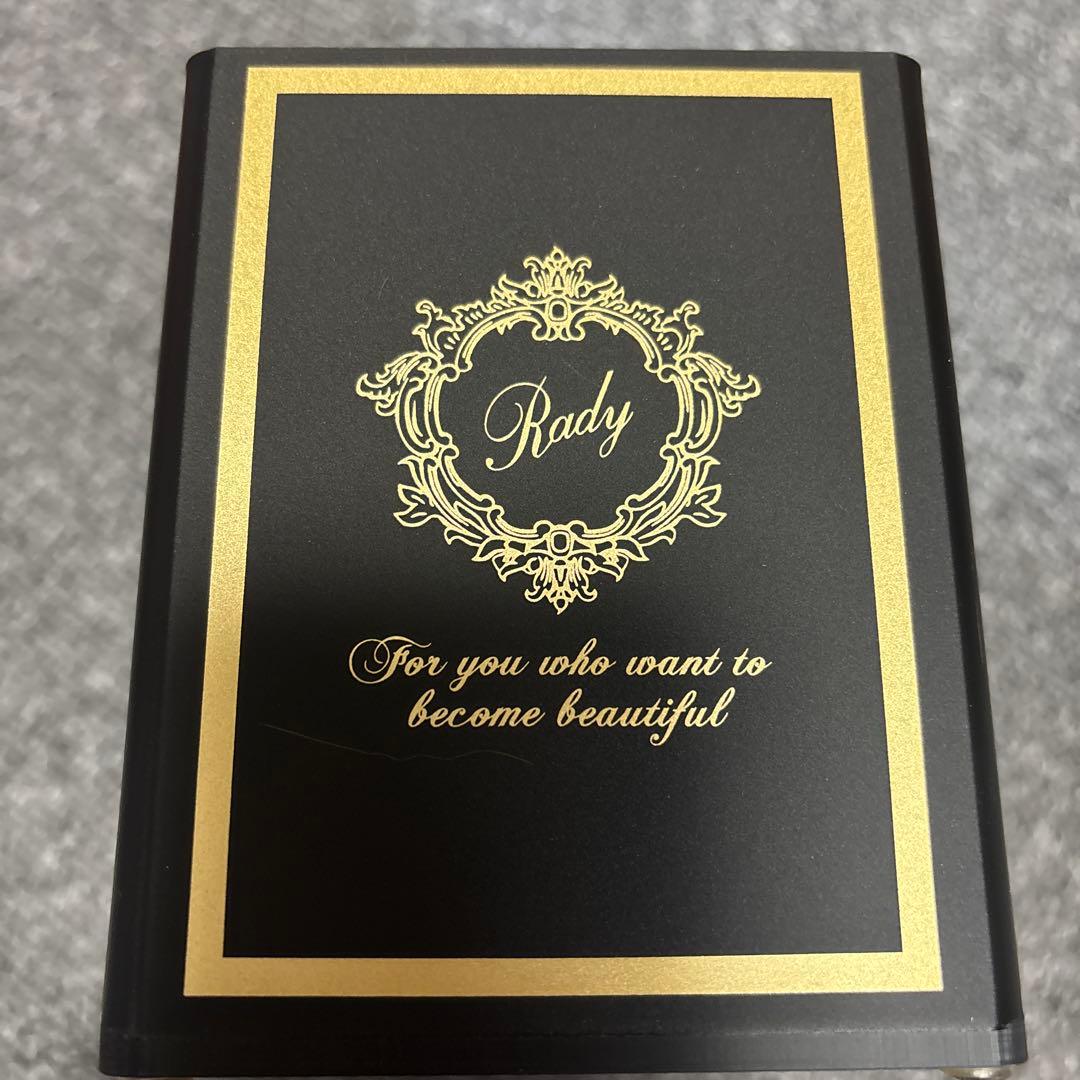 Rady
For you who want to
become beautiful